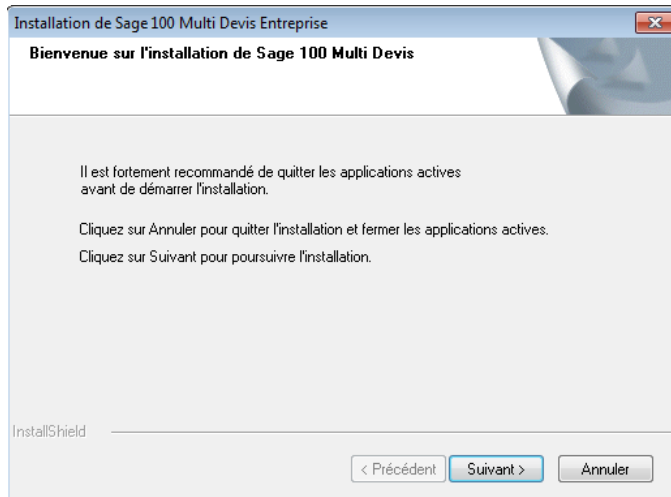 Installation de Sage 100 Multi Devis Entreprise
Bienvenue sur l'installation de Sage 100 Multi Devis
Il est fortement recommandé de quitter les applications actives
avant de démarrer l'installation.
Cliquez sur Annuler pour quitter l'installation et fermer les applications actives.
Cliquez sur Suivant pour poursuivre l'installation.
InstallShield
< Précédent
Suivant >
Annuler